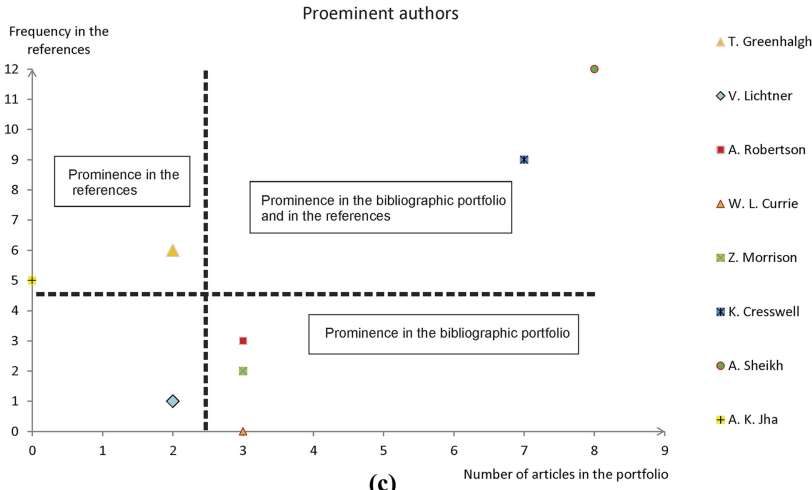 Proeminent authors
Frequency in the
references
12
11
10
9
8
7
6
5
4
3
2
1
0
Prominence in the
references
Prominence in the bibliographic portfolio
and in the references
Prominence in the bibliographic portfolio
0 1 2 3 4 5 6 7 8 9
Number of articles in the portfolio
(c)
T. Greenhalgh
V. Lichtner
A. Robertson
W. L. Currie
Z. Morrison
K. Cresswell
A. Sheikh
A. K. Jha